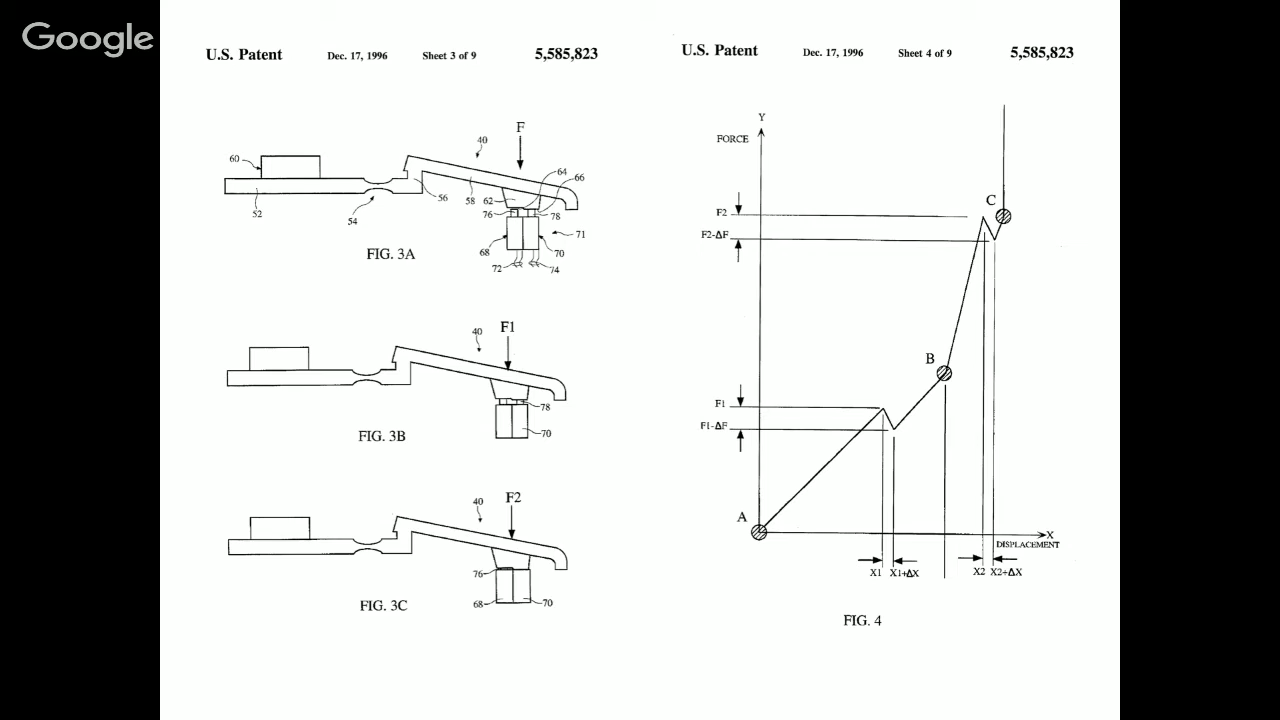 Google
U.S. Patent Dec. 17, 1996 Sheet 3 of 9 5,585,823
F
40
60
64
66
56
58
62
52
54
76
78
71
68
70
72
74
FIG. 3A
F1
40
78
70
FIG. 3B
F2
40
76
68
70
FIG. 3C
U.S. Patent Dec. 17, 1996 Sheet 4 of 9 5,585,823
Y
FORCE
C
F2
F2-ΔF
B
F1
F1-ΔF
A
X
DISPLACEMENT
X1 X1+ΔX X2 X2+ΔX
FIG. 4